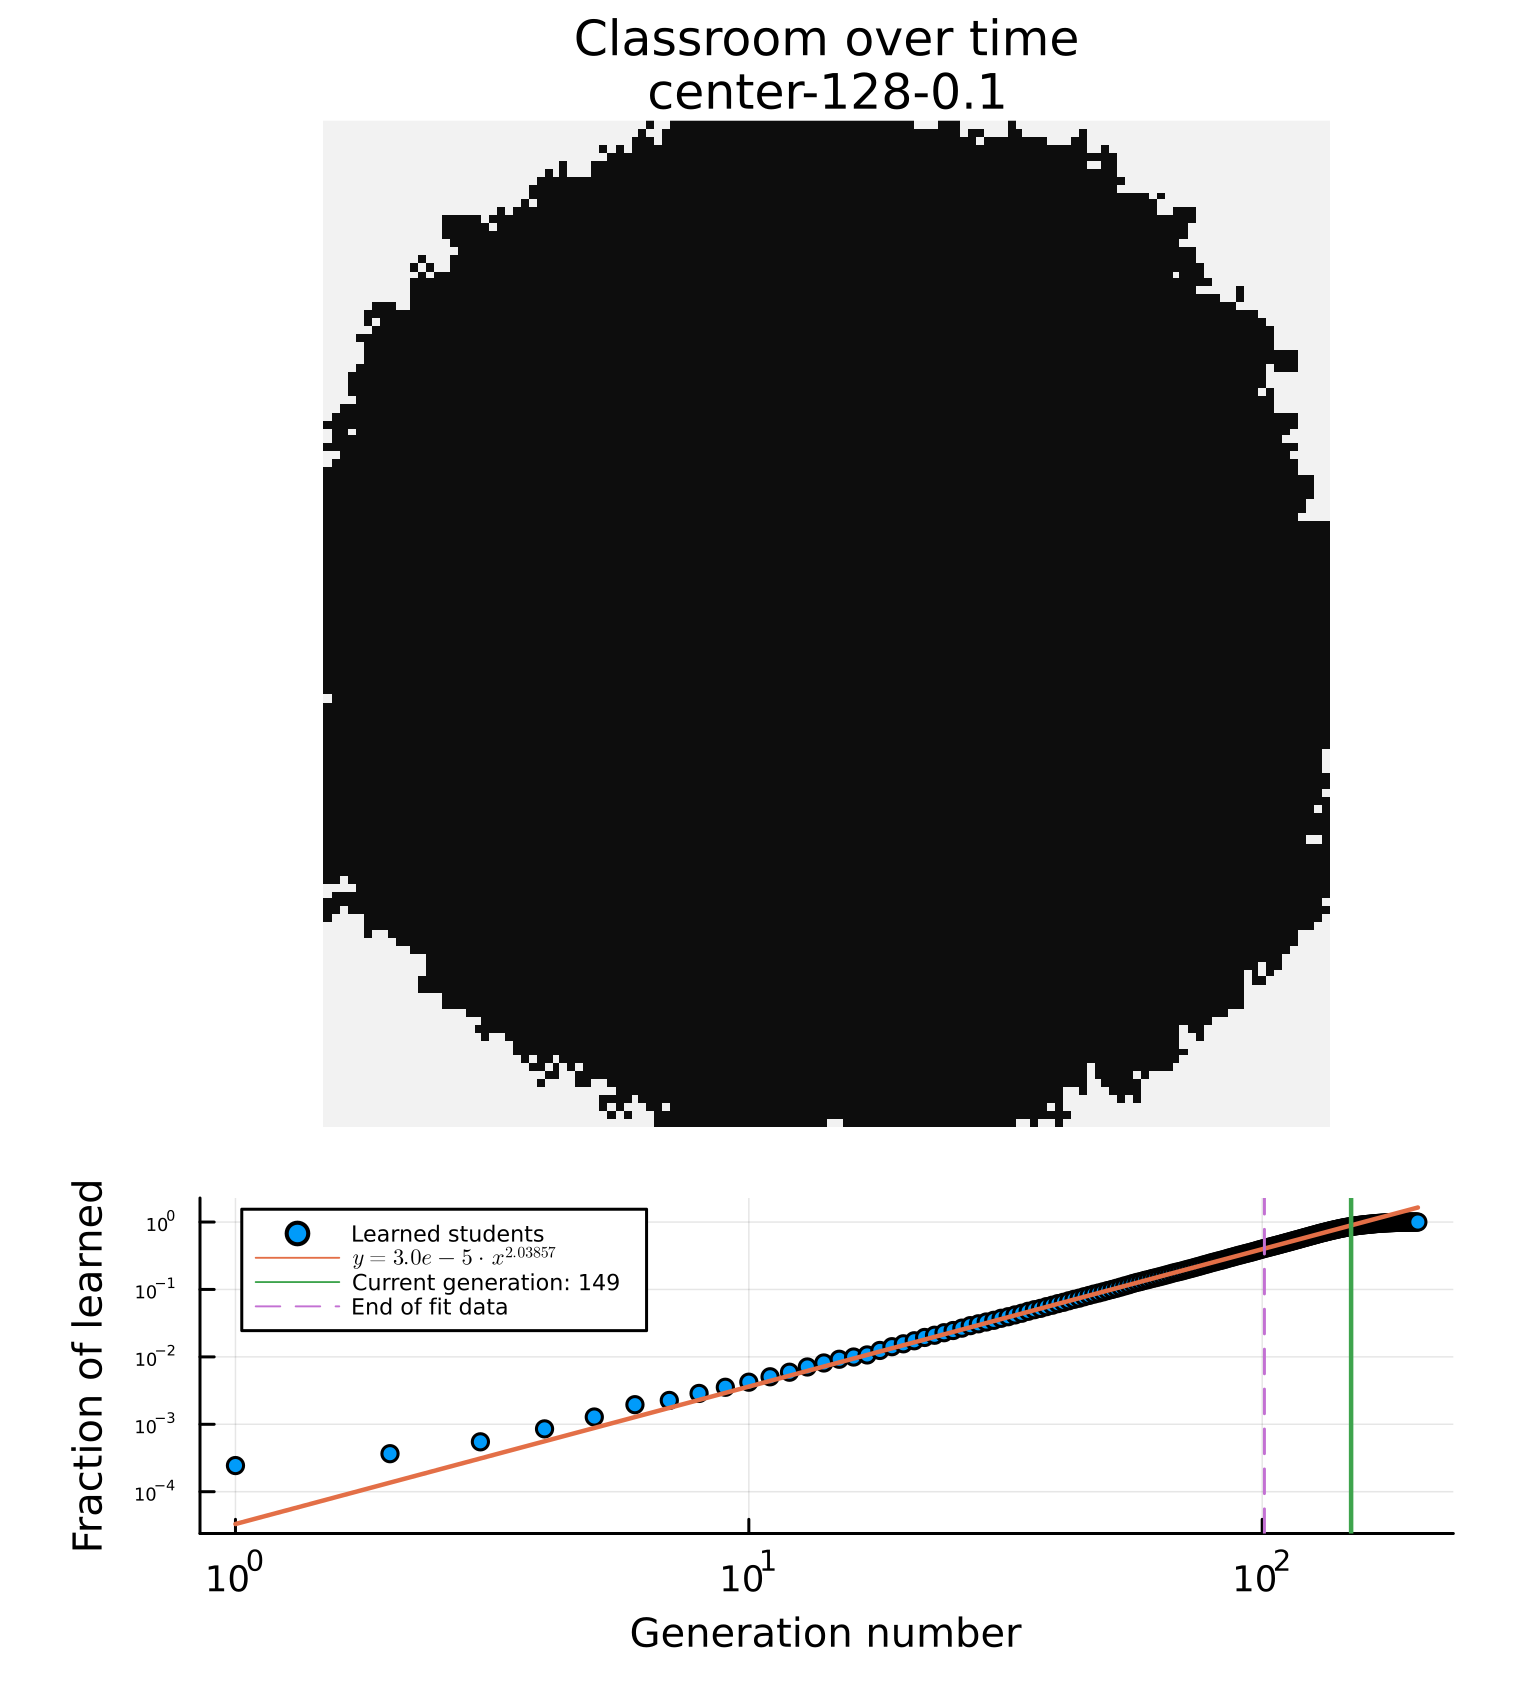 Classroom over time
center-128-0.1
Fraction of learned
10^0
10^−1
10^−2
10^−3
10^−4
Learned students
y = 3.0e − 5 · x^2.03857
Current generation: 149
End of fit data
10^0 10^1 10^2
Generation number